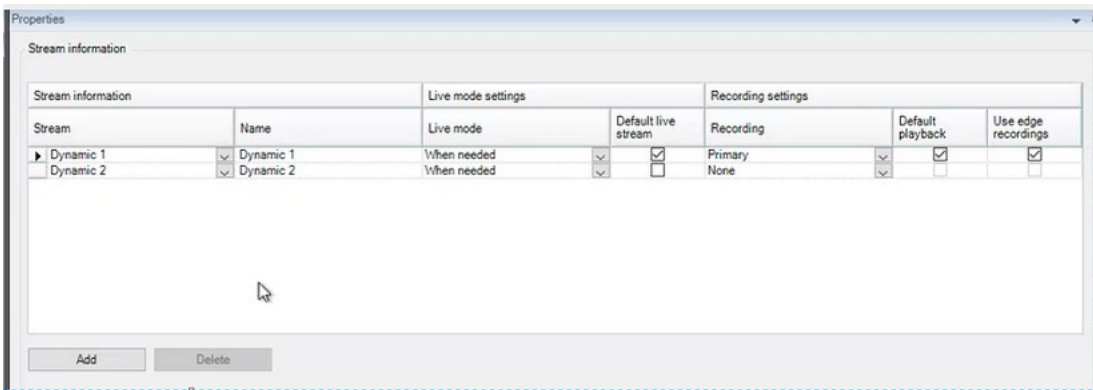 Properties
Stream information
Stream information Live mode settings Recording settings
Stream Name Live mode Default live stream Recording Default playback Use edge recordings
Dynamic 1 Dynamic 1 When needed Primary
Dynamic 2 Dynamic 2 When needed None
Add Delete